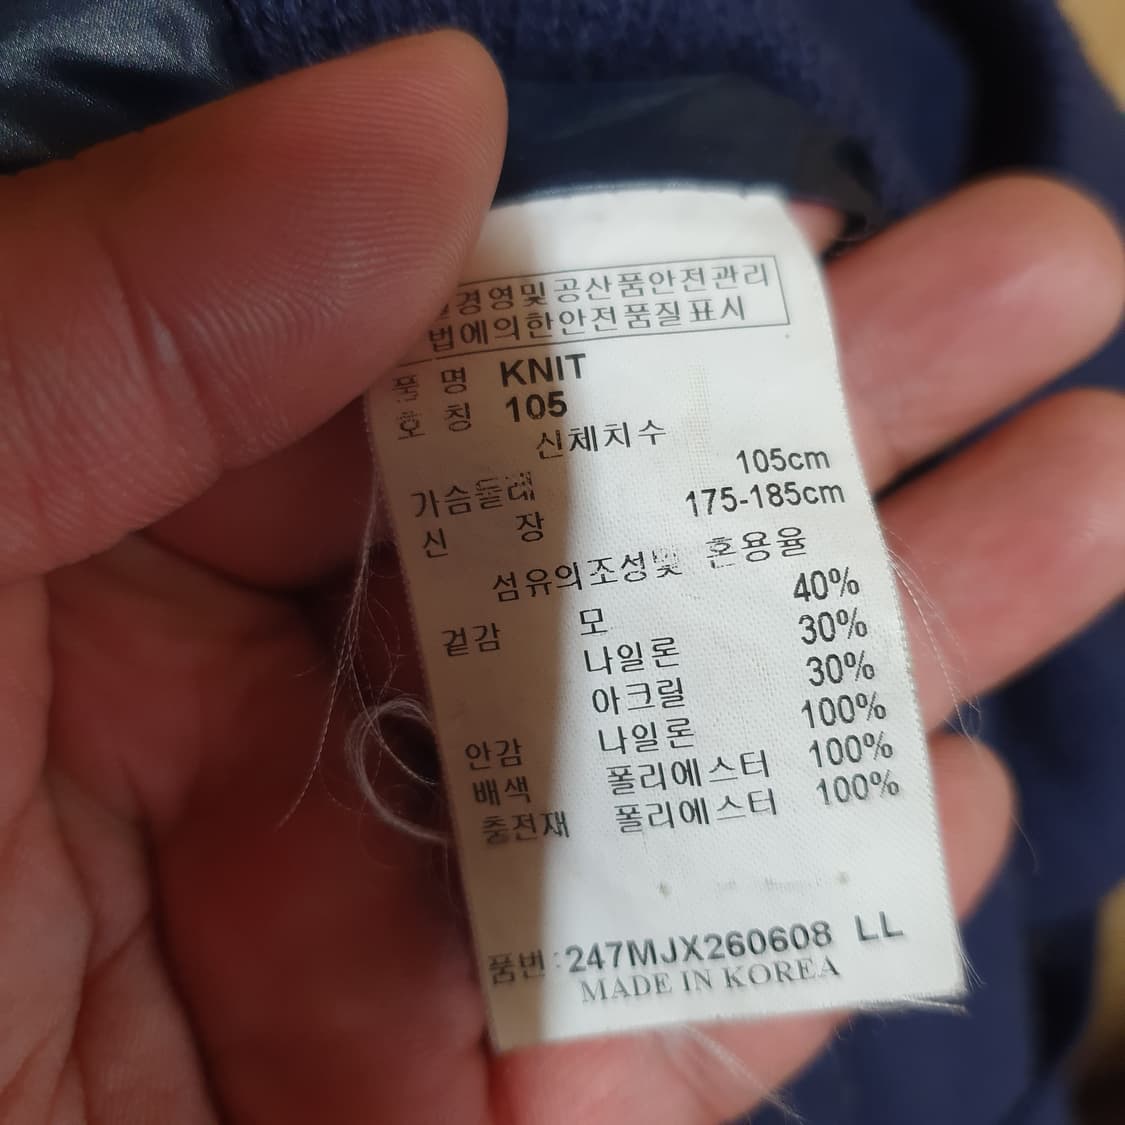 경영및공산품안전관리
법에의한안전품질표시
품 명 KNIT
호 칭 105
신체치수
가슴둘레 105cm
신 장 175-185cm
섬유의조성및 혼용율
겉감 모 40%
나일론 30%
아크릴 30%
안감 나일론 100%
배색 폴리에스터 100%
충전재 폴리에스터 100%
품번:247MJX260608 LL
MADE IN KOREA